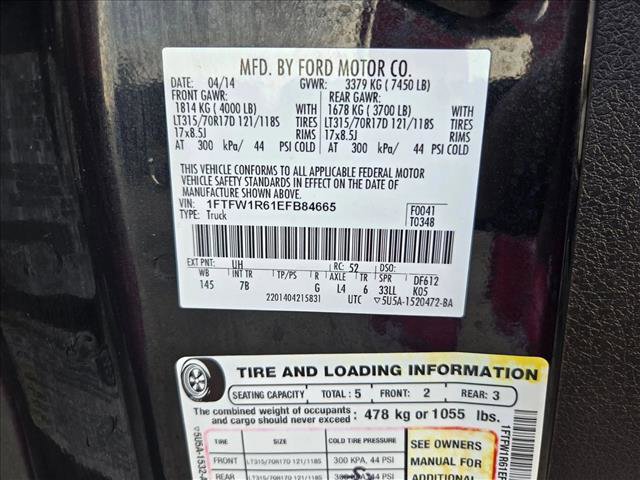 MFD. BY FORD MOTOR CO.
DATE: 04/14 GVWR: 3379 KG ( 7450 LB)
FRONT GAWR: REAR GAWR:
1814 KG ( 4000 LB) WITH 1678 KG ( 3700 LB) WITH
LT315/70R17D 121/118S TIRES LT315/70R17D 121/118S TIRES
17x8.5J RIMS 17x8.5J RIMS
AT 300 kPa/ 44 PSI COLD AT 300 kPa/ 44 PSI COLD
THIS VEHICLE CONFORMS TO ALL APPLICABLE FEDERAL MOTOR
VEHICLE SAFETY STANDARDS IN EFFECT ON THE DATE OF
MANUFACTURE SHOWN ABOVE.
VIN: 1FTFW1R61EFB84665 F0041
TYPE: Truck T0348
EXT PNT: UH RC: 52 DSO:
WB INT TR TP/PS R AXLE TR DF612
145 7B G L4 6 33LL K05
2201404215831 UTC ▽5U5A-1520472-BA
TIRE AND LOADING INFORMATION
SEATING CAPACITY TOTAL: 5 FRONT: 2 REAR: 3
The combined weight of occupants
and cargo should never exceed: 478 kg or 1055 lbs.
TIRE SIZE COLD TIRE PRESSURE SEE OWNERS
FRONT LT315/70R17D 121/118S 300 KPA, 44 PSI MANUAL FOR
REAR LT315/70R17D 121/118S ADDITIONAL
▽5U5A-1532-
1FTFW1R61EF